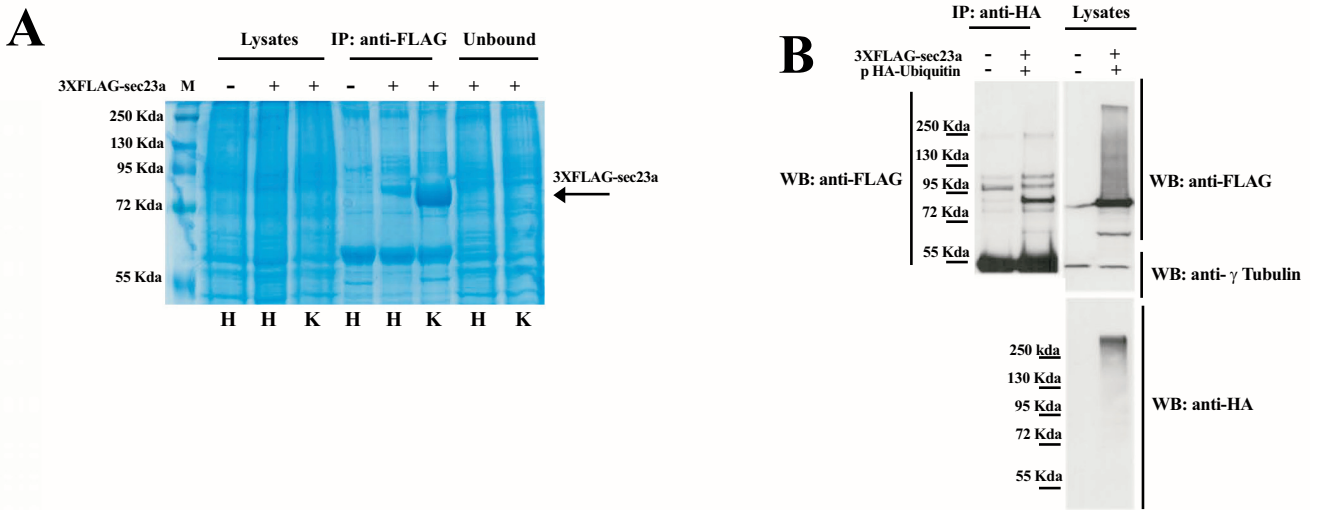 A
Lysates IP: anti-FLAG Unbound
3XFLAG-sec23a M - + + - + + + +
250 Kda
130 Kda
95 Kda
72 Kda
55 Kda
3XFLAG-sec23a
H H K H H K H K
B
IP: anti-HA Lysates
3XFLAG-sec23a - + - +
p HA-Ubiquitin - + - +
WB: anti-FLAG
250 Kda
130 Kda
95 Kda
72 Kda
55 Kda
WB: anti-FLAG
WB: anti- γ Tubulin
250 kda
130 Kda
95 Kda
72 Kda
55 Kda
WB: anti-HA